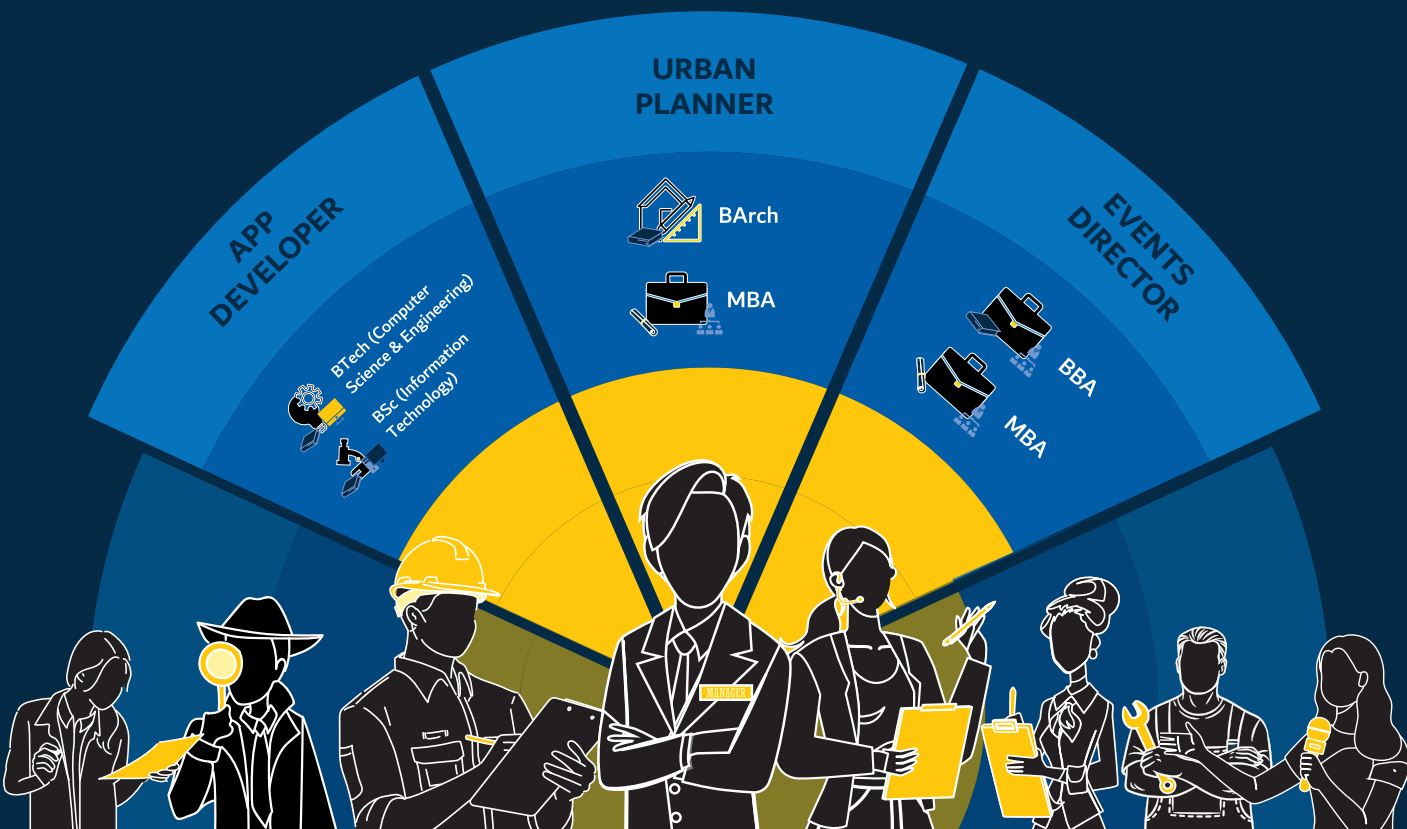 APP
DEVELOPER
BTech (Computer
Science & Engineering)
BSc (Information
Technology)
URBAN
PLANNER
BArch
MBA
EVENTS
DIRECTOR
BBA
MBA
MANAGER